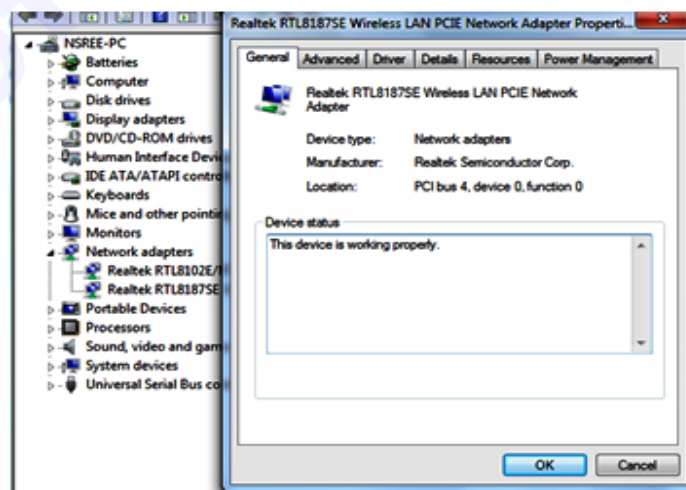 NSREE-PC
Batteries
Computer
Disk drives
Display adapters
DVD/CD-ROM drives
Human Interface Devi
IDE ATA/ATAPI contro
Keyboards
Mice and other pointin
Monitors
Network adapters
Realtek RTL8102E/
Realtek RTL8187SE
Portable Devices
Processors
Sound, video and gam
System devices
Universal Serial Bus co
Realtek RTL8187SE Wireless LAN PCIE Network Adapter Properti...
General Advanced Driver Details Resources Power Management
Realtek RTL8187SE Wireless LAN PCIE Network
Adapter
Device type: Network adapters
Manufacturer: Realtek Semiconductor Corp.
Location: PCI bus 4, device 0, function 0
Device status
This device is working properly.
OK Cancel